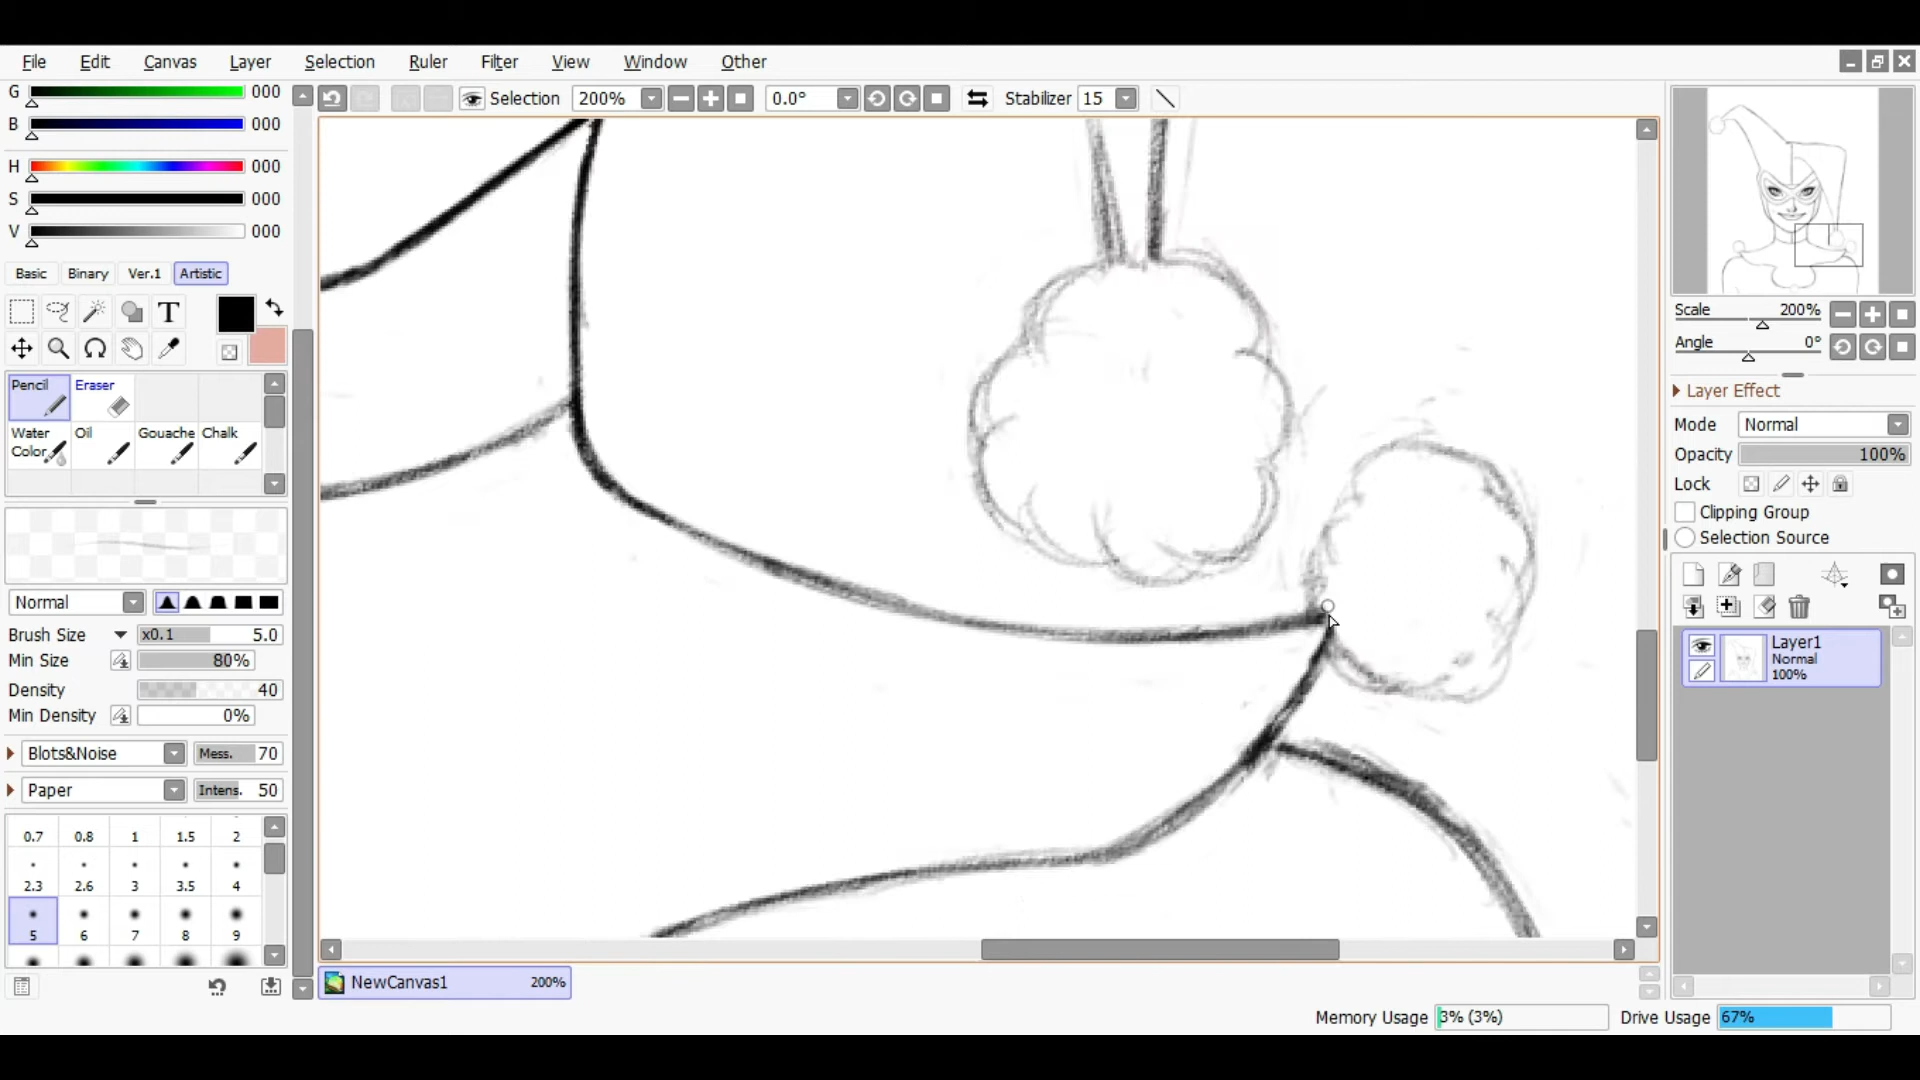 File Edit Canvas Layer Selection Ruler Filter View Window Other
G 000
B 000
H 000
S 000
V 000
Selection 200% 0.0° Stabilizer 15
Basic Binary Ver.1 Artistic
T
Pencil Eraser
Water Color Oil Gouache Chalk
Normal
Brush Size x0.1 5.0
Min Size 80%
Density 40
Min Density 0%
Blots&Noise Mess. 70
Paper Intens. 50
0.7 0.8 1 1.5 2
2.3 2.6 3 3.5 4
5 6 7 8 9
NewCanvas1 200%
Scale 200%
Angle 0°
Layer Effect
Mode Normal
Opacity 100%
Lock
Clipping Group
Selection Source
Layer1
Normal
100%
Memory Usage 3% (3%) Drive Usage 67%